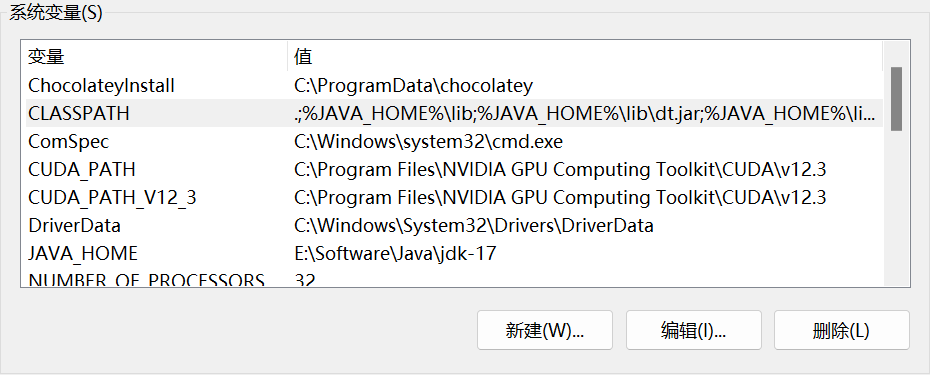 系统变量(S)
变量 值
ChocolateyInstall C:\ProgramData\chocolatey
CLASSPATH .;%JAVA_HOME%\lib;%JAVA_HOME%\lib\dt.jar;%JAVA_HOME%\li...
ComSpec C:\Windows\system32\cmd.exe
CUDA_PATH C:\Program Files\NVIDIA GPU Computing Toolkit\CUDA\v12.3
CUDA_PATH_V12_3 C:\Program Files\NVIDIA GPU Computing Toolkit\CUDA\v12.3
DriverData C:\Windows\System32\Drivers\DriverData
JAVA_HOME E:\Software\Java\jdk-17
NUMBER_OF_PROCESSORS 32
新建(W)... 编辑(I)... 删除(L)